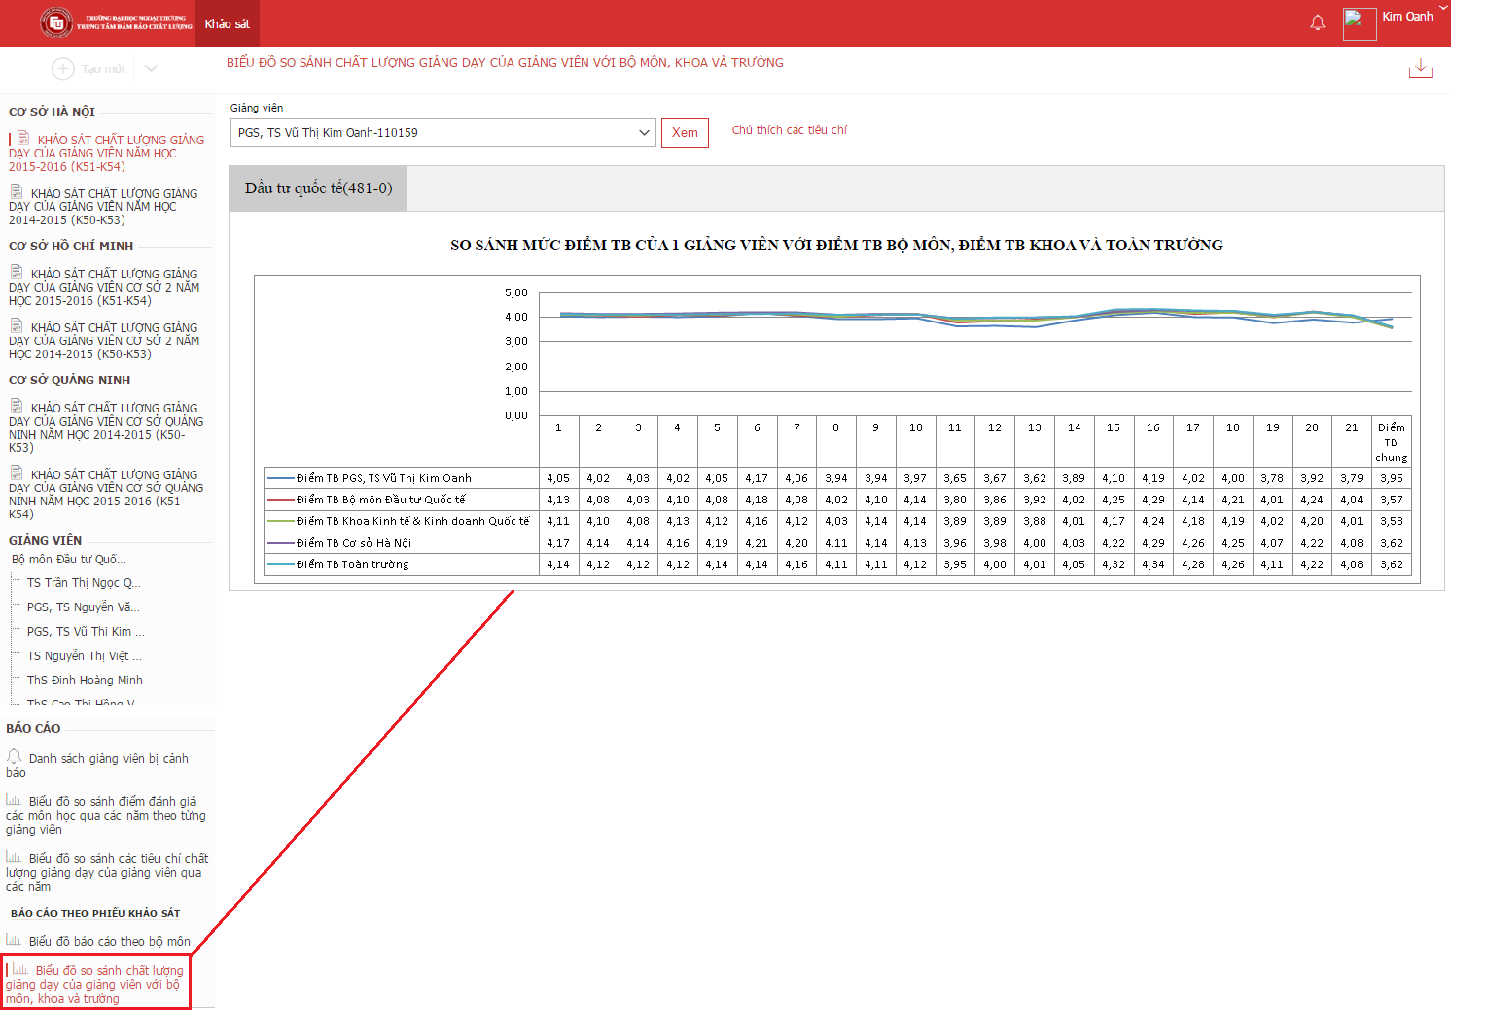 TRƯỜNG ĐẠI HỌC NGOẠI THƯƠNG
TRUNG TÂM ĐẢM BẢO CHẤT LƯỢNG
Khảo sát
Kim Oanh
Tạo mới
BIỂU ĐỒ SO SÁNH CHẤT LƯỢNG GIẢNG DẠY CỦA GIẢNG VIÊN VỚI BỘ MÔN, KHOA VÀ TRƯỜNG
CƠ SỞ HÀ NỘI
KHẢO SÁT CHẤT LƯỢNG GIẢNG
DẠY CỦA GIẢNG VIÊN NĂM HỌC
2015-2016 (K51-K54)
KHẢO SÁT CHẤT LƯỢNG GIẢNG
DẠY CỦA GIẢNG VIÊN NĂM HỌC
2014-2015 (K50-K53)
CƠ SỞ HỒ CHÍ MINH
KHẢO SÁT CHẤT LƯỢNG GIẢNG
DẠY CỦA GIẢNG VIÊN CƠ SỞ 2 NĂM
HỌC 2015-2016 (K51-K54)
KHẢO SÁT CHẤT LƯỢNG GIẢNG
DẠY CỦA GIẢNG VIÊN CƠ SỞ 2 NĂM
HỌC 2014-2015 (K50-K53)
CƠ SỞ QUẢNG NINH
KHẢO SÁT CHẤT LƯỢNG GIẢNG
DẠY CỦA GIẢNG VIÊN CƠ SỞ QUẢNG
NINH NĂM HỌC 2014-2015 (K50-
K53)
KHẢO SÁT CHẤT LƯỢNG GIẢNG
DẠY CỦA GIẢNG VIÊN CƠ SỞ QUẢNG
NINH NĂM HỌC 2015 2016 (K51
K54)
GIẢNG VIÊN
Bộ môn Đầu tư Quố...
TS Trần Thị Ngọc Q...
PGS, TS Nguyễn Vă...
PGS, TS Vũ Thị Kim ...
TS Nguyễn Thị Việt ...
ThS Đinh Hoàng Minh
ThS Cao Thị Hồng V
BÁO CÁO
Danh sách giảng viên bị cảnh
báo
Biểu đồ so sánh điểm đánh giá
các môn học qua các năm theo từng
giảng viên
Biểu đồ so sánh các tiêu chí chất
lượng giảng dạy của giảng viên qua
các năm
BÁO CÁO THEO PHIẾU KHẢO SÁT
Biểu đồ báo cáo theo bộ môn
Biểu đồ so sánh chất lượng
giảng dạy của giảng viên với bộ
môn, khoa và trường
Giảng viên
PGS, TS Vũ Thị Kim Oanh-110159
Xem
Chú thích các tiêu chí
Đầu tư quốc tế(481-0)
SO SÁNH MỨC ĐIỂM TB CỦA 1 GIẢNG VIÊN VỚI ĐIỂM TB BỘ MÔN, ĐIỂM TB KHOA VÀ TOÀN TRƯỜNG
5,00
4,00
3,00
2,00
1,00
0,00
1 2 3 4 5 6 7 8 9 10 11 12 13 14 15 16 17 18 19 20 21 Điểm
TB
chung
Điểm TB PGS, TS Vũ Thị Kim Oanh 4,05 4,02 4,03 4,02 4,05 4,17 3,94 3,94 3,97 3,65 3,67 3,62 3,89 4,10 4,19 4,02 4,00 3,78 3,92 3,79 3,95
Điểm TB Bộ môn Đầu tư Quốc tế 4,13 4,08 4,03 4,10 4,08 4,18 4,08 4,02 4,10 4,14 3,80 3,86 3,92 4,02 4,25 4,29 4,14 4,21 4,01 4,24 4,04 3,57
Điểm TB Khoa Kinh tế & Kinh doanh Quốc tế 4,11 4,10 4,08 4,13 4,12 4,16 4,12 4,03 4,14 4,14 3,89 3,89 3,88 4,01 4,17 4,24 4,18 4,19 4,02 4,20 4,01 3,53
Điểm TB Cơ sở Hà Nội 4,17 4,14 4,14 4,16 4,19 4,21 4,20 4,11 4,14 4,13 3,96 3,98 4,00 4,03 4,22 4,29 4,26 4,25 4,07 4,22 4,08 3,62
Điểm TB Toàn trường 4,14 4,12 4,12 4,12 4,14 4,14 4,16 4,11 4,11 4,12 3,95 4,00 4,01 4,05 4,32 4,34 4,28 4,26 4,11 4,22 4,08 3,62